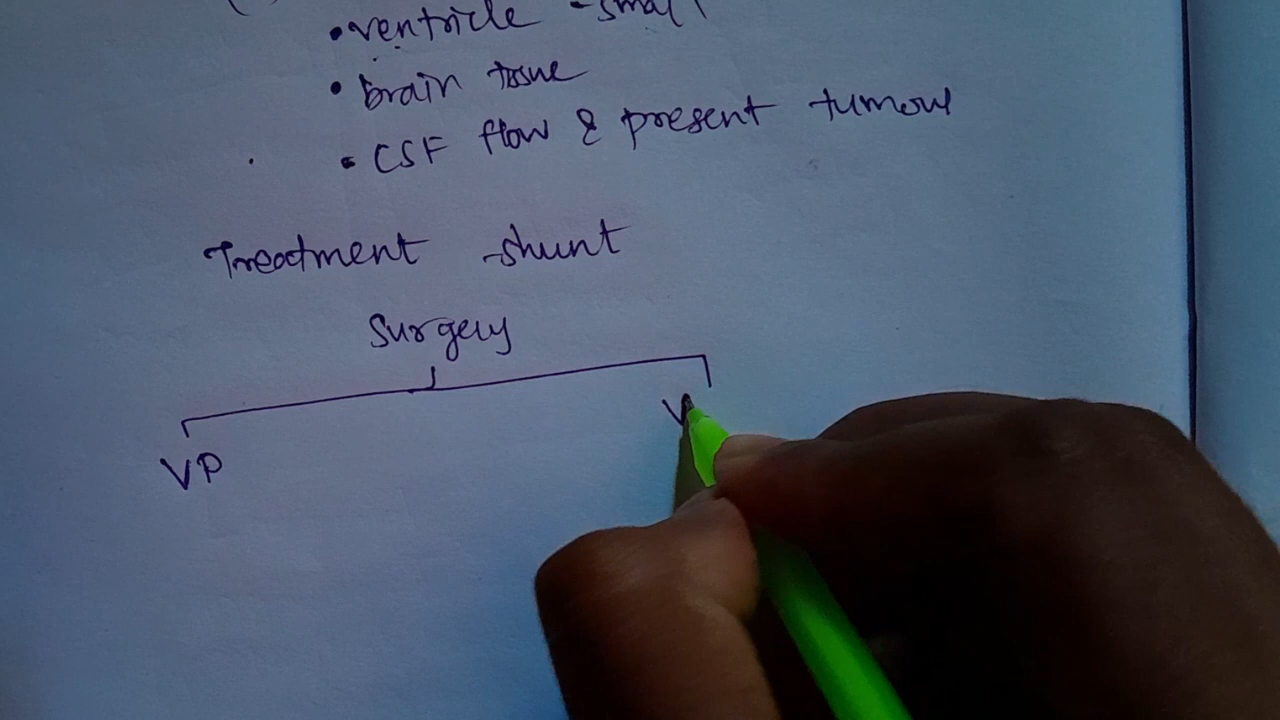 •ventricle - small
• brain tissue
• CSF flow & present tumour
Treatment - shunt
Surgery
VP V